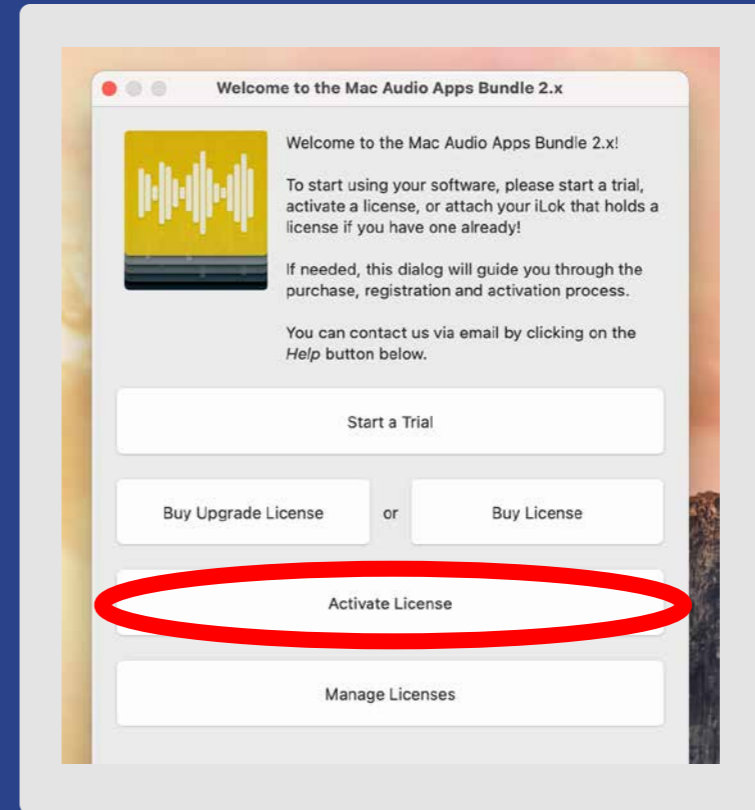 Welcome to the Mac Audio Apps Bundle 2.x
Welcome to the Mac Audio Apps Bundle 2.x!
To start using your software, please start a trial,
activate a license, or attach your iLok that holds a
license if you have one already!
If needed, this dialog will guide you through the
purchase, registration and activation process.
You can contact us via email by clicking on the
Help button below.
Start a Trial
Buy Upgrade License or Buy License
Activate License
Manage Licenses